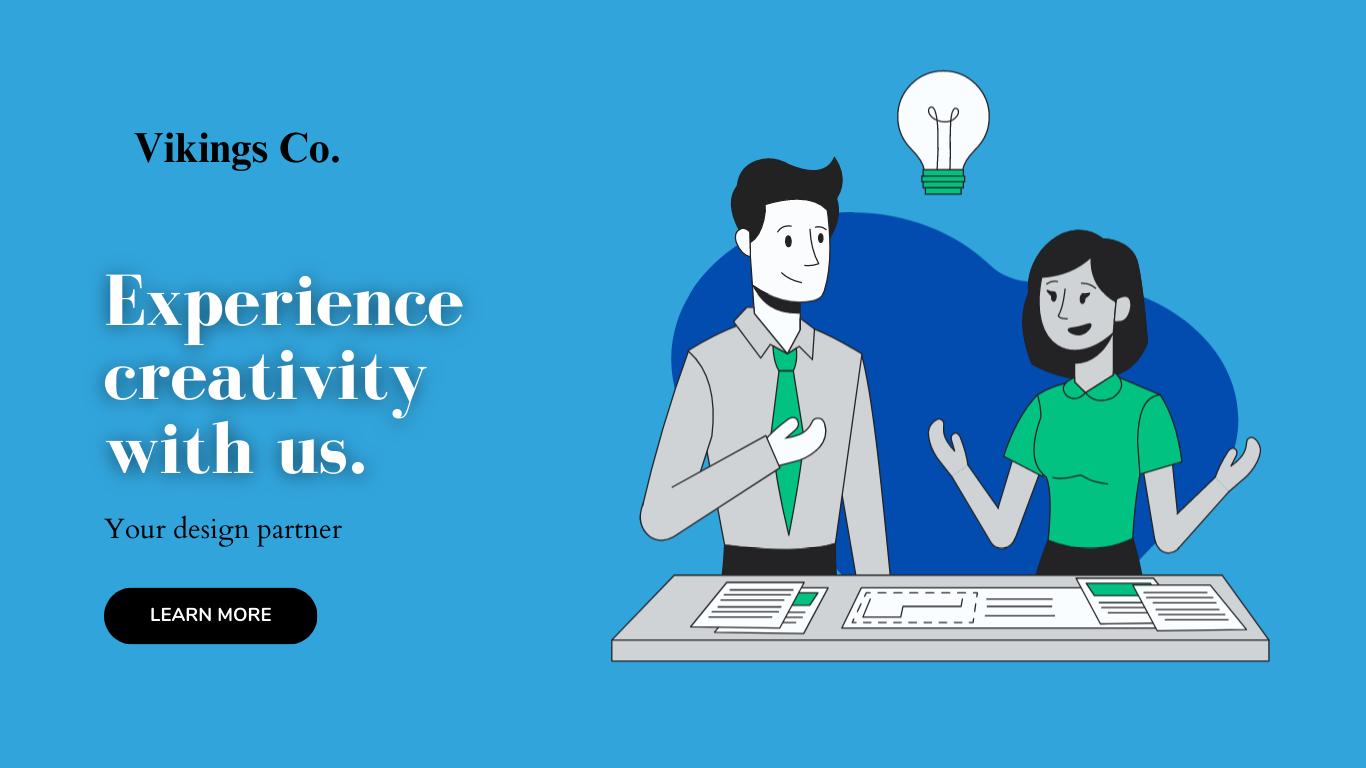 Vikings Co.
Experience
creativity
with us.
Your design partner
LEARN MORE